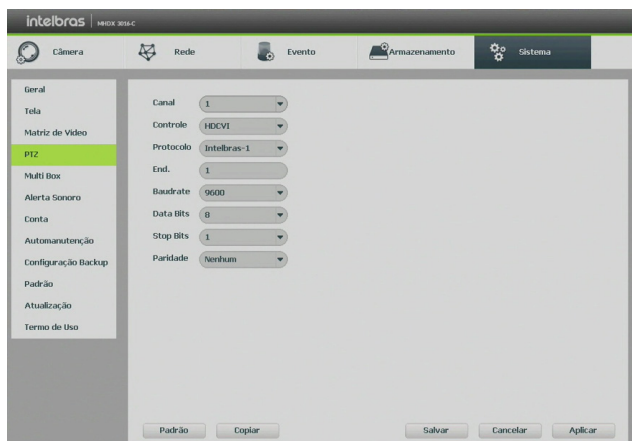 intelbras | MHDX 3016-C
Câmera Rede Evento Armazenamento Sistema
Geral
Tela
Matriz de Vídeo
PTZ
Multi Box
Alerta Sonoro
Conta
Automanutenção
Configuração Backup
Padrão
Atualização
Termo de Uso
Canal 1
Controle HDCVI
Protocolo Intelbras-1
End. 1
Baudrate 9600
Data Bits 8
Stop Bits 1
Paridade Nenhum
Padrão Copiar Salvar Cancelar Aplicar